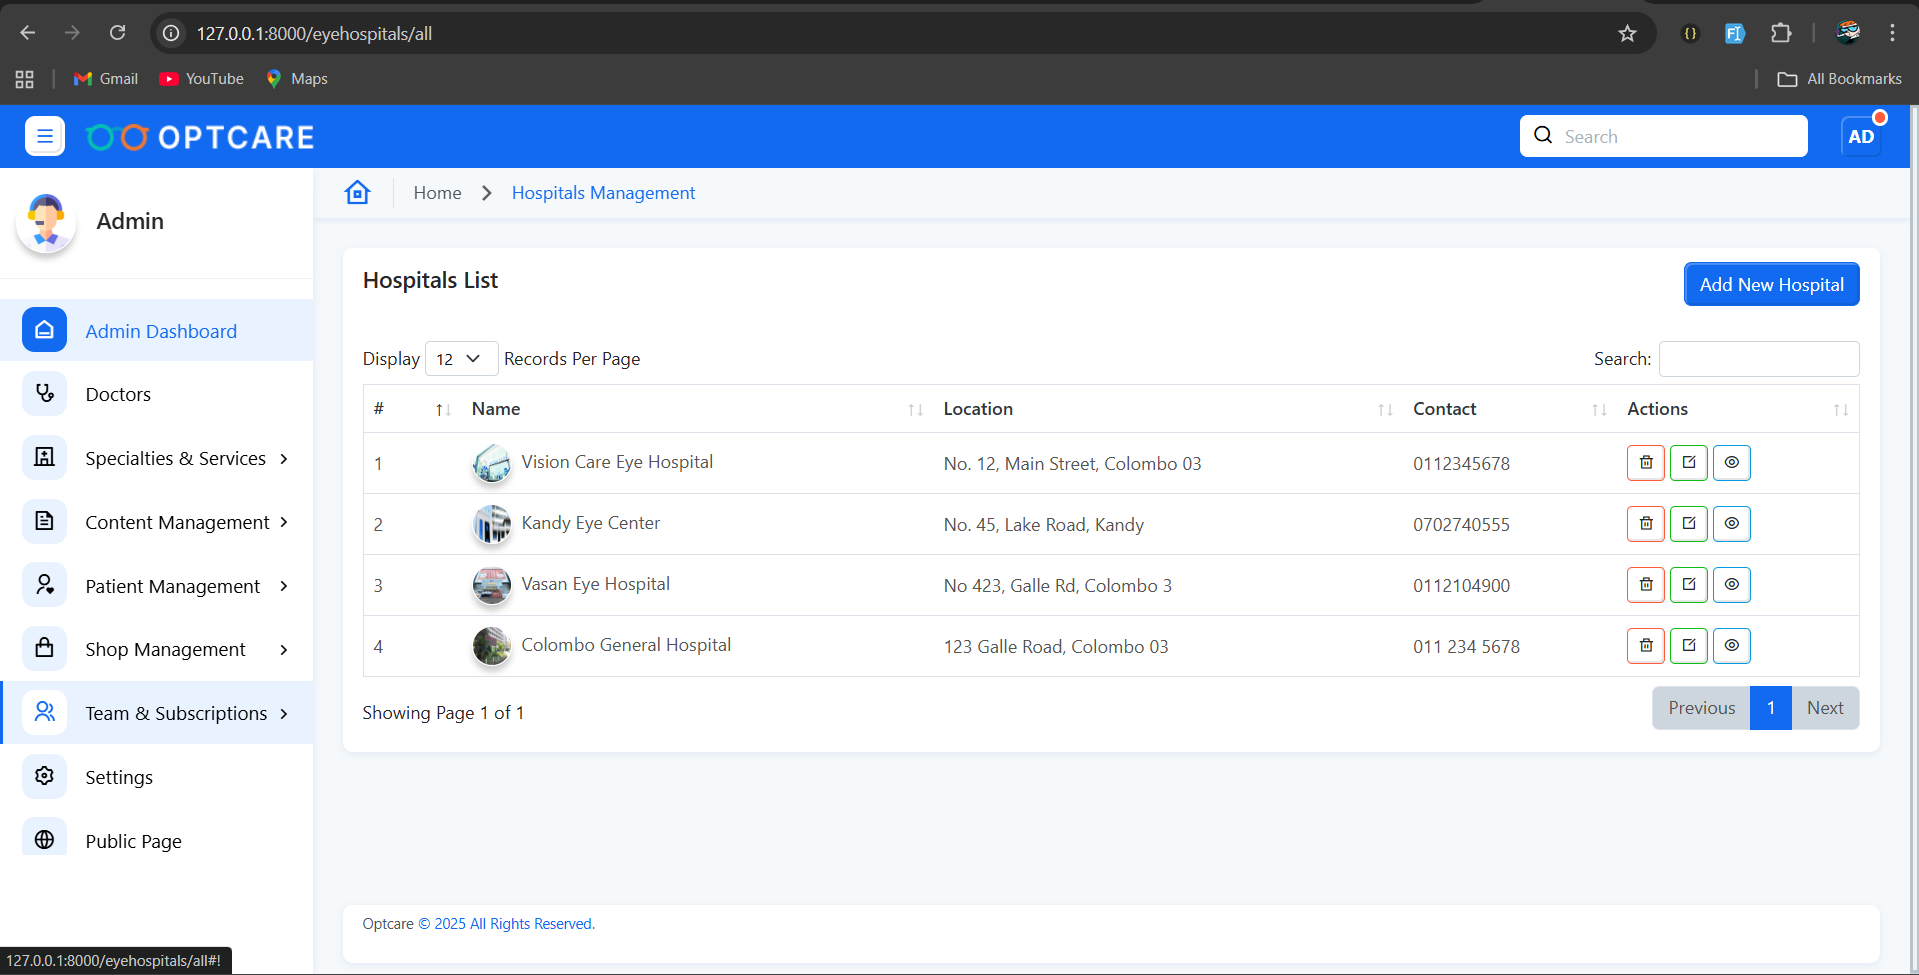 127.0.0.1:8000/eyehospitals/all
Gmail YouTube Maps All Bookmarks
OPTCARE Search AD
Admin
Home Hospitals Management
Admin Dashboard
Doctors
Specialties & Services
Content Management
Patient Management
Shop Management
Team & Subscriptions
Settings
Public Page
Hospitals List Add New Hospital
Display 12 Records Per Page Search:
# Name Location Contact Actions
1 Vision Care Eye Hospital No. 12, Main Street, Colombo 03 0112345678
2 Kandy Eye Center No. 45, Lake Road, Kandy 0702740555
3 Vasan Eye Hospital No 423, Galle Rd, Colombo 3 0112104900
4 Colombo General Hospital 123 Galle Road, Colombo 03 011 234 5678
Showing Page 1 of 1 Previous 1 Next
Optcare © 2025 All Rights Reserved.
127.0.0.1:8000/eyehospitals/all#!